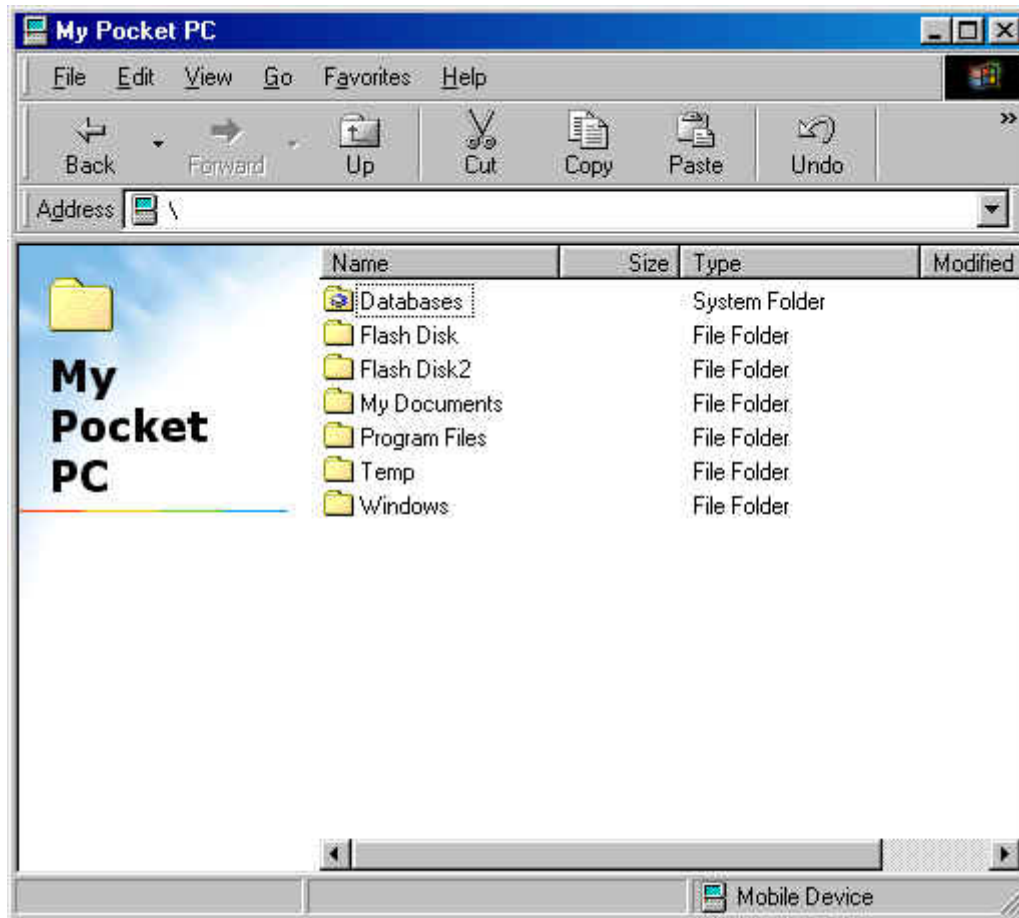 My Pocket PC
File Edit View Go Favorites Help
Back Forward Up Cut Copy Paste Undo »
Address \
Name Size Type Modified
Databases System Folder
Flash Disk File Folder
Flash Disk2 File Folder
My Documents File Folder
Program Files File Folder
Temp File Folder
Windows File Folder
My
Pocket
PC
Mobile Device